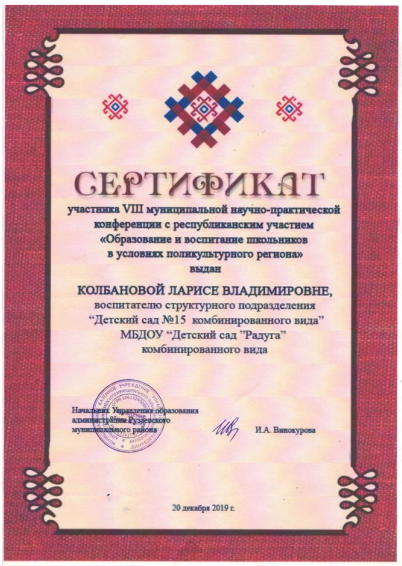 СЕРТИФИКАТ
участника VIII муниципальной научно-практической
конференции с республиканским участием
«Образование и воспитание школьников
в условиях поликультурного региона»
выдан
КОЛБАНОВОЙ ЛАРИСЕ ВЛАДИМИРОВНЕ,
воспитателю структурного подразделения
“Детский сад №15 комбинированного вида”
МБДОУ “Детский сад ”Радуга”
комбинированного вида
Начальник Управления образования
администрации Рузаевского
муниципального района
И.А. Винокурова
20 декабря 2019 г.